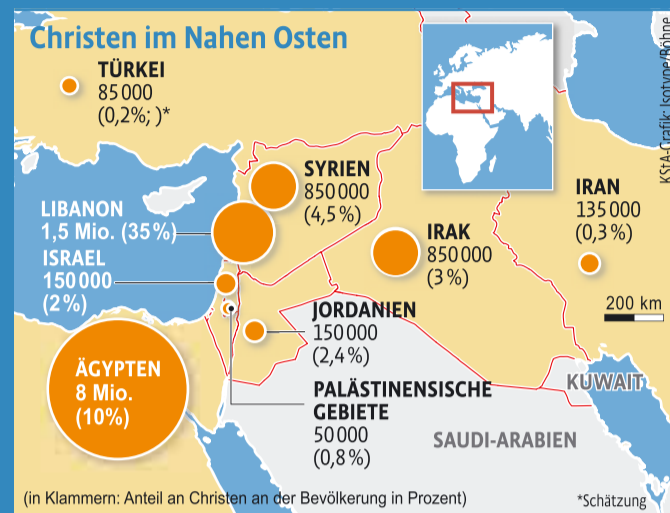 Christen im Nahen Osten
TÜRKEI
85 000
(0,2%; )*
SYRIEN
850 000
(4,5 %)
LIBANON
1,5 Mio. (35%)
ISRAEL
150 000
(2 %)
IRAK
850 000
(3 %)
IRAN
135 000
(0,3 %)
200 km
JORDANIEN
150 000
(2,4 %)
ÄGYPTEN
8 Mio.
(10%)
PALÄSTINENSISCHE
GEBIETE
50 000
(0,8 %)
KUWAIT
SAUDI-ARABIEN
(in Klammern: Anteil an Christen an der Bevölkerung in Prozent)
*Schätzung
KStA-Grafik: Isotype/Böhne